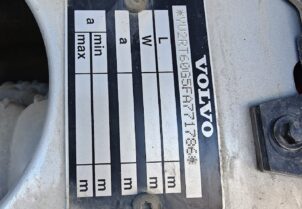 VOLVO
*YV2RT60G5FA771786*
L m
W m
a m
a min m
max m